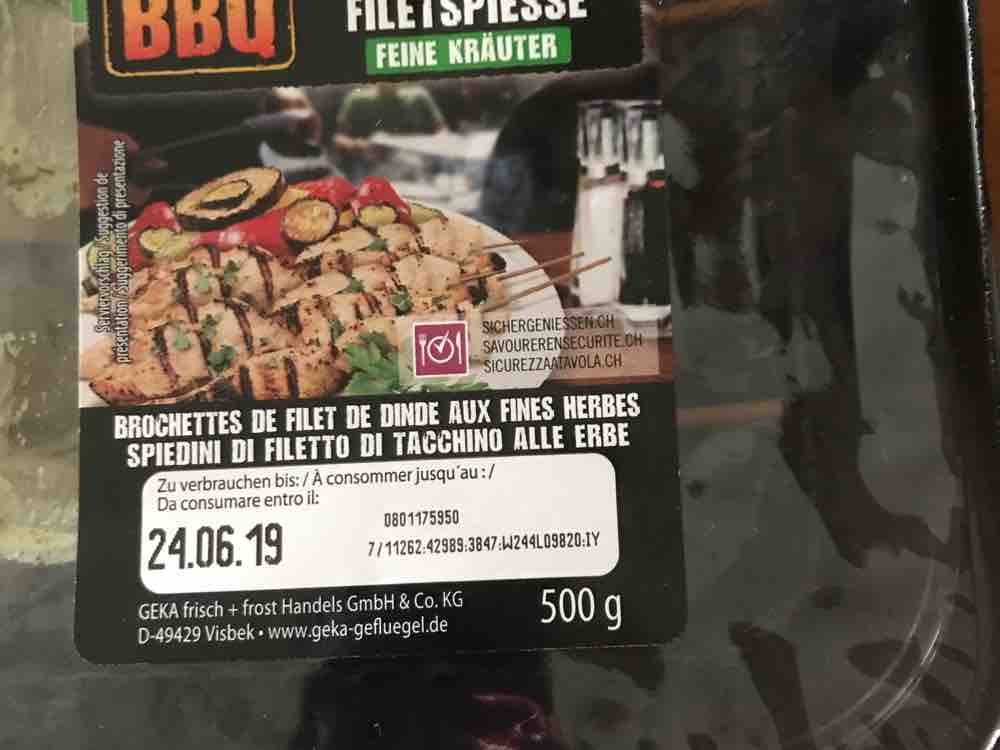 BBQ
FILETSPIESSE
FEINE KRÄUTER
Serviervorschlag / Suggestion de
présentation / Suggerimento di presentazione
SICHERGENIESSEN.CH
SAVOURERENSECURITE.CH
SICUREZZAATAVOLA.CH
BROCHETTES DE FILET DE DINDE AUX FINES HERBES
SPIEDINI DI FILETTO DI TACCHINO ALLE ERBE
Zu verbrauchen bis: / À consommer jusqu´au : /
Da consumare entro il:
24.06.19
0801175950
7/11262:42989:3847:W244L09820:IY
GEKA frisch + frost Handels GmbH & Co. KG
D-49429 Visbek • www.geka-gefluegel.de
500 g